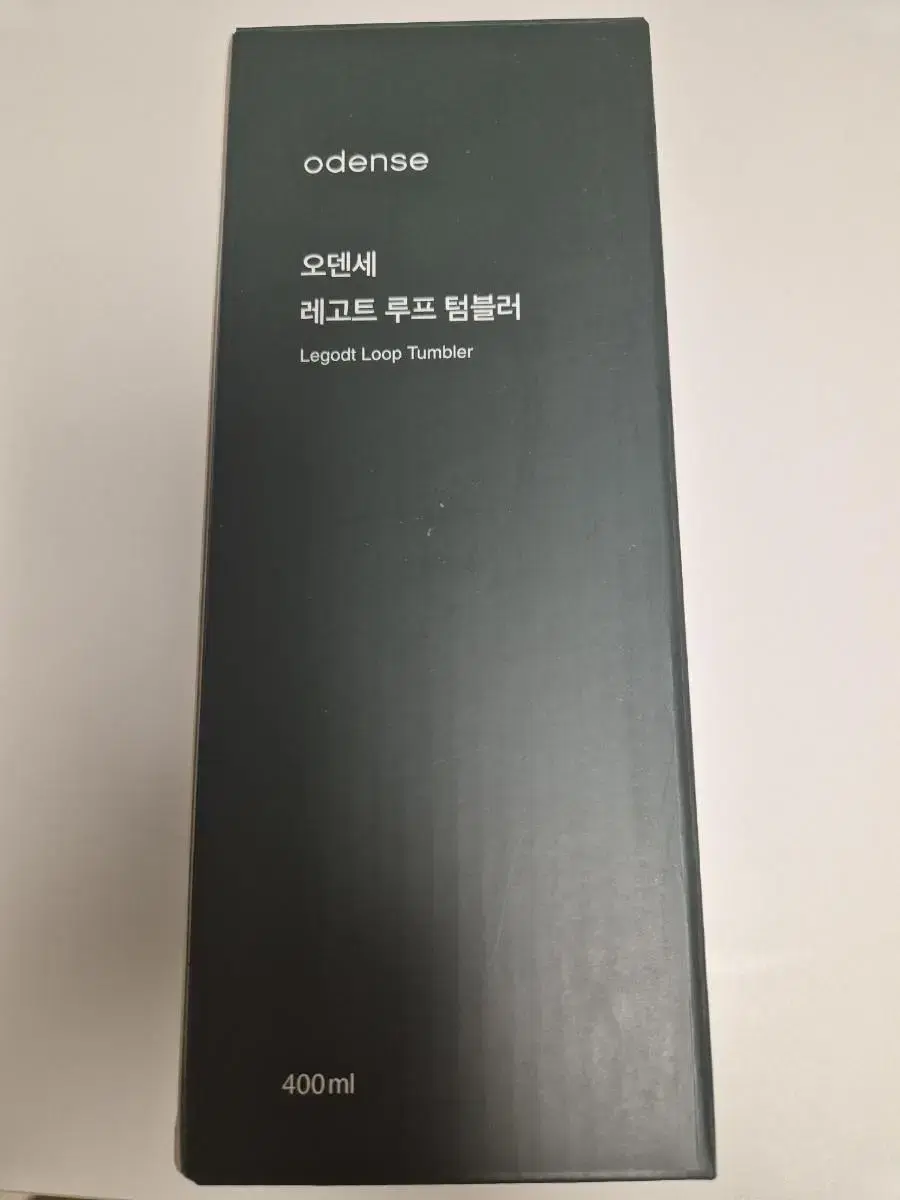 odense
오덴세
레고트 루프 텀블러
Legodt Loop Tumbler
400ml